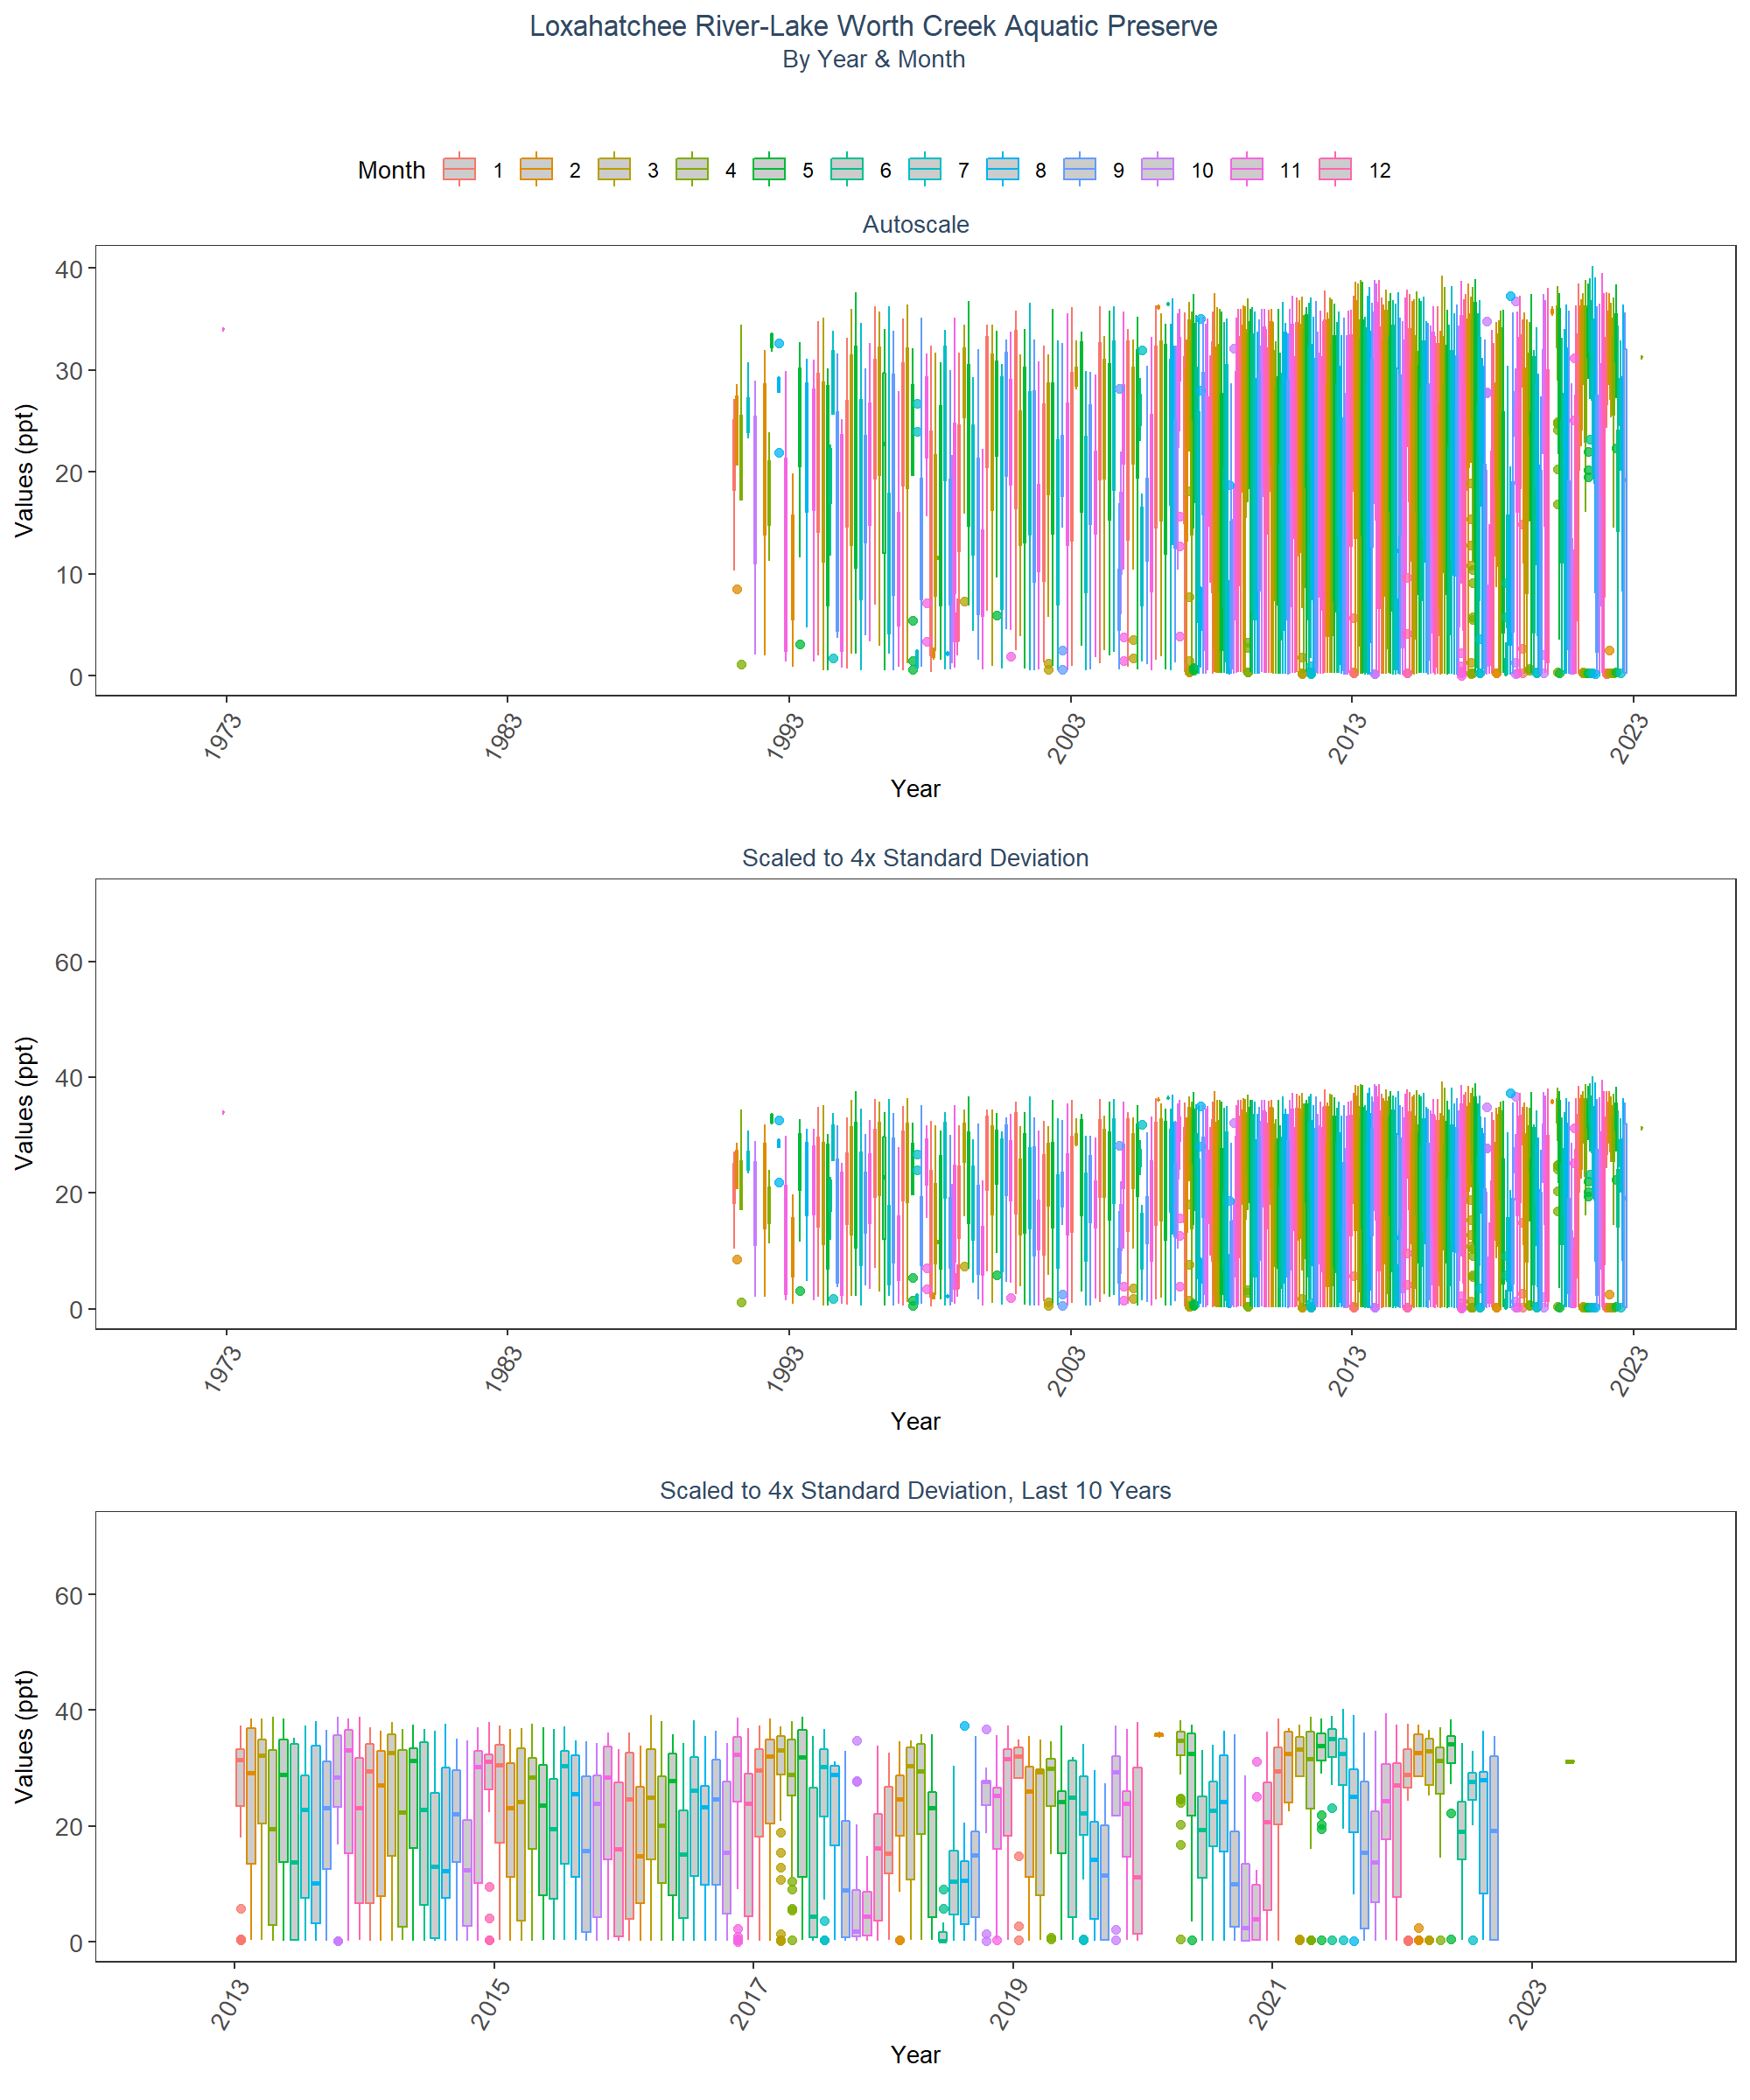 Loxahatchee River-Lake Worth Creek Aquatic Preserve
By Year & Month
Month 1 2 3 4 5 6 7 8 9 10 11 12
Autoscale
Values (ppt)
40
30
20
10
0
1973 1983 1993 2003 2013 2023
Year
Scaled to 4x Standard Deviation
Values (ppt)
60
40
20
0
1973 1983 1993 2003 2013 2023
Year
Scaled to 4x Standard Deviation, Last 10 Years
Values (ppt)
60
40
20
0
2013 2015 2017 2019 2021 2023
Year